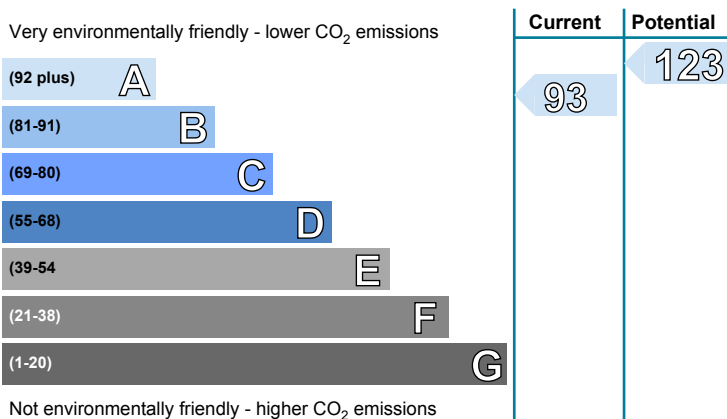 Current Potential
Very environmentally friendly - lower CO2 emissions
123
(92 plus) A
93
(81-91) B
(69-80) C
(55-68) D
(39-54 E
(21-38) F
(1-20) G
Not environmentally friendly - higher CO2 emissions